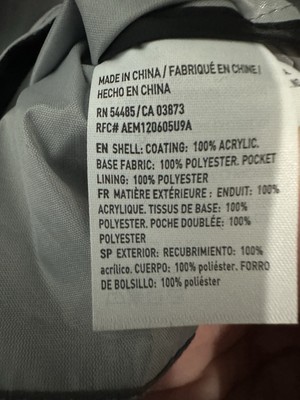 MADE IN CHINA / FABRIQUÉ EN CHINE /
HECHO EN CHINA
RN 54485/CA 03873
RFC# AEM120605U9A
EN SHELL: COATING: 100% ACRYLIC.
BASE FABRIC: 100% POLYESTER. POCKET
LINING: 100% POLYESTER
FR MATIÈRE EXTÉRIEURE : ENDUIT: 100%
ACRYLIQUE. TISSUS DE BASE: 100%
POLYESTER. POCHE DOUBLÉE: 100%
POLYESTER
SP EXTERIOR: RECUBRIMIENTO: 100%
acrílico. CUERPO: 100% poliéster. FORRO
DE BOLSILLO: 100% poliéster